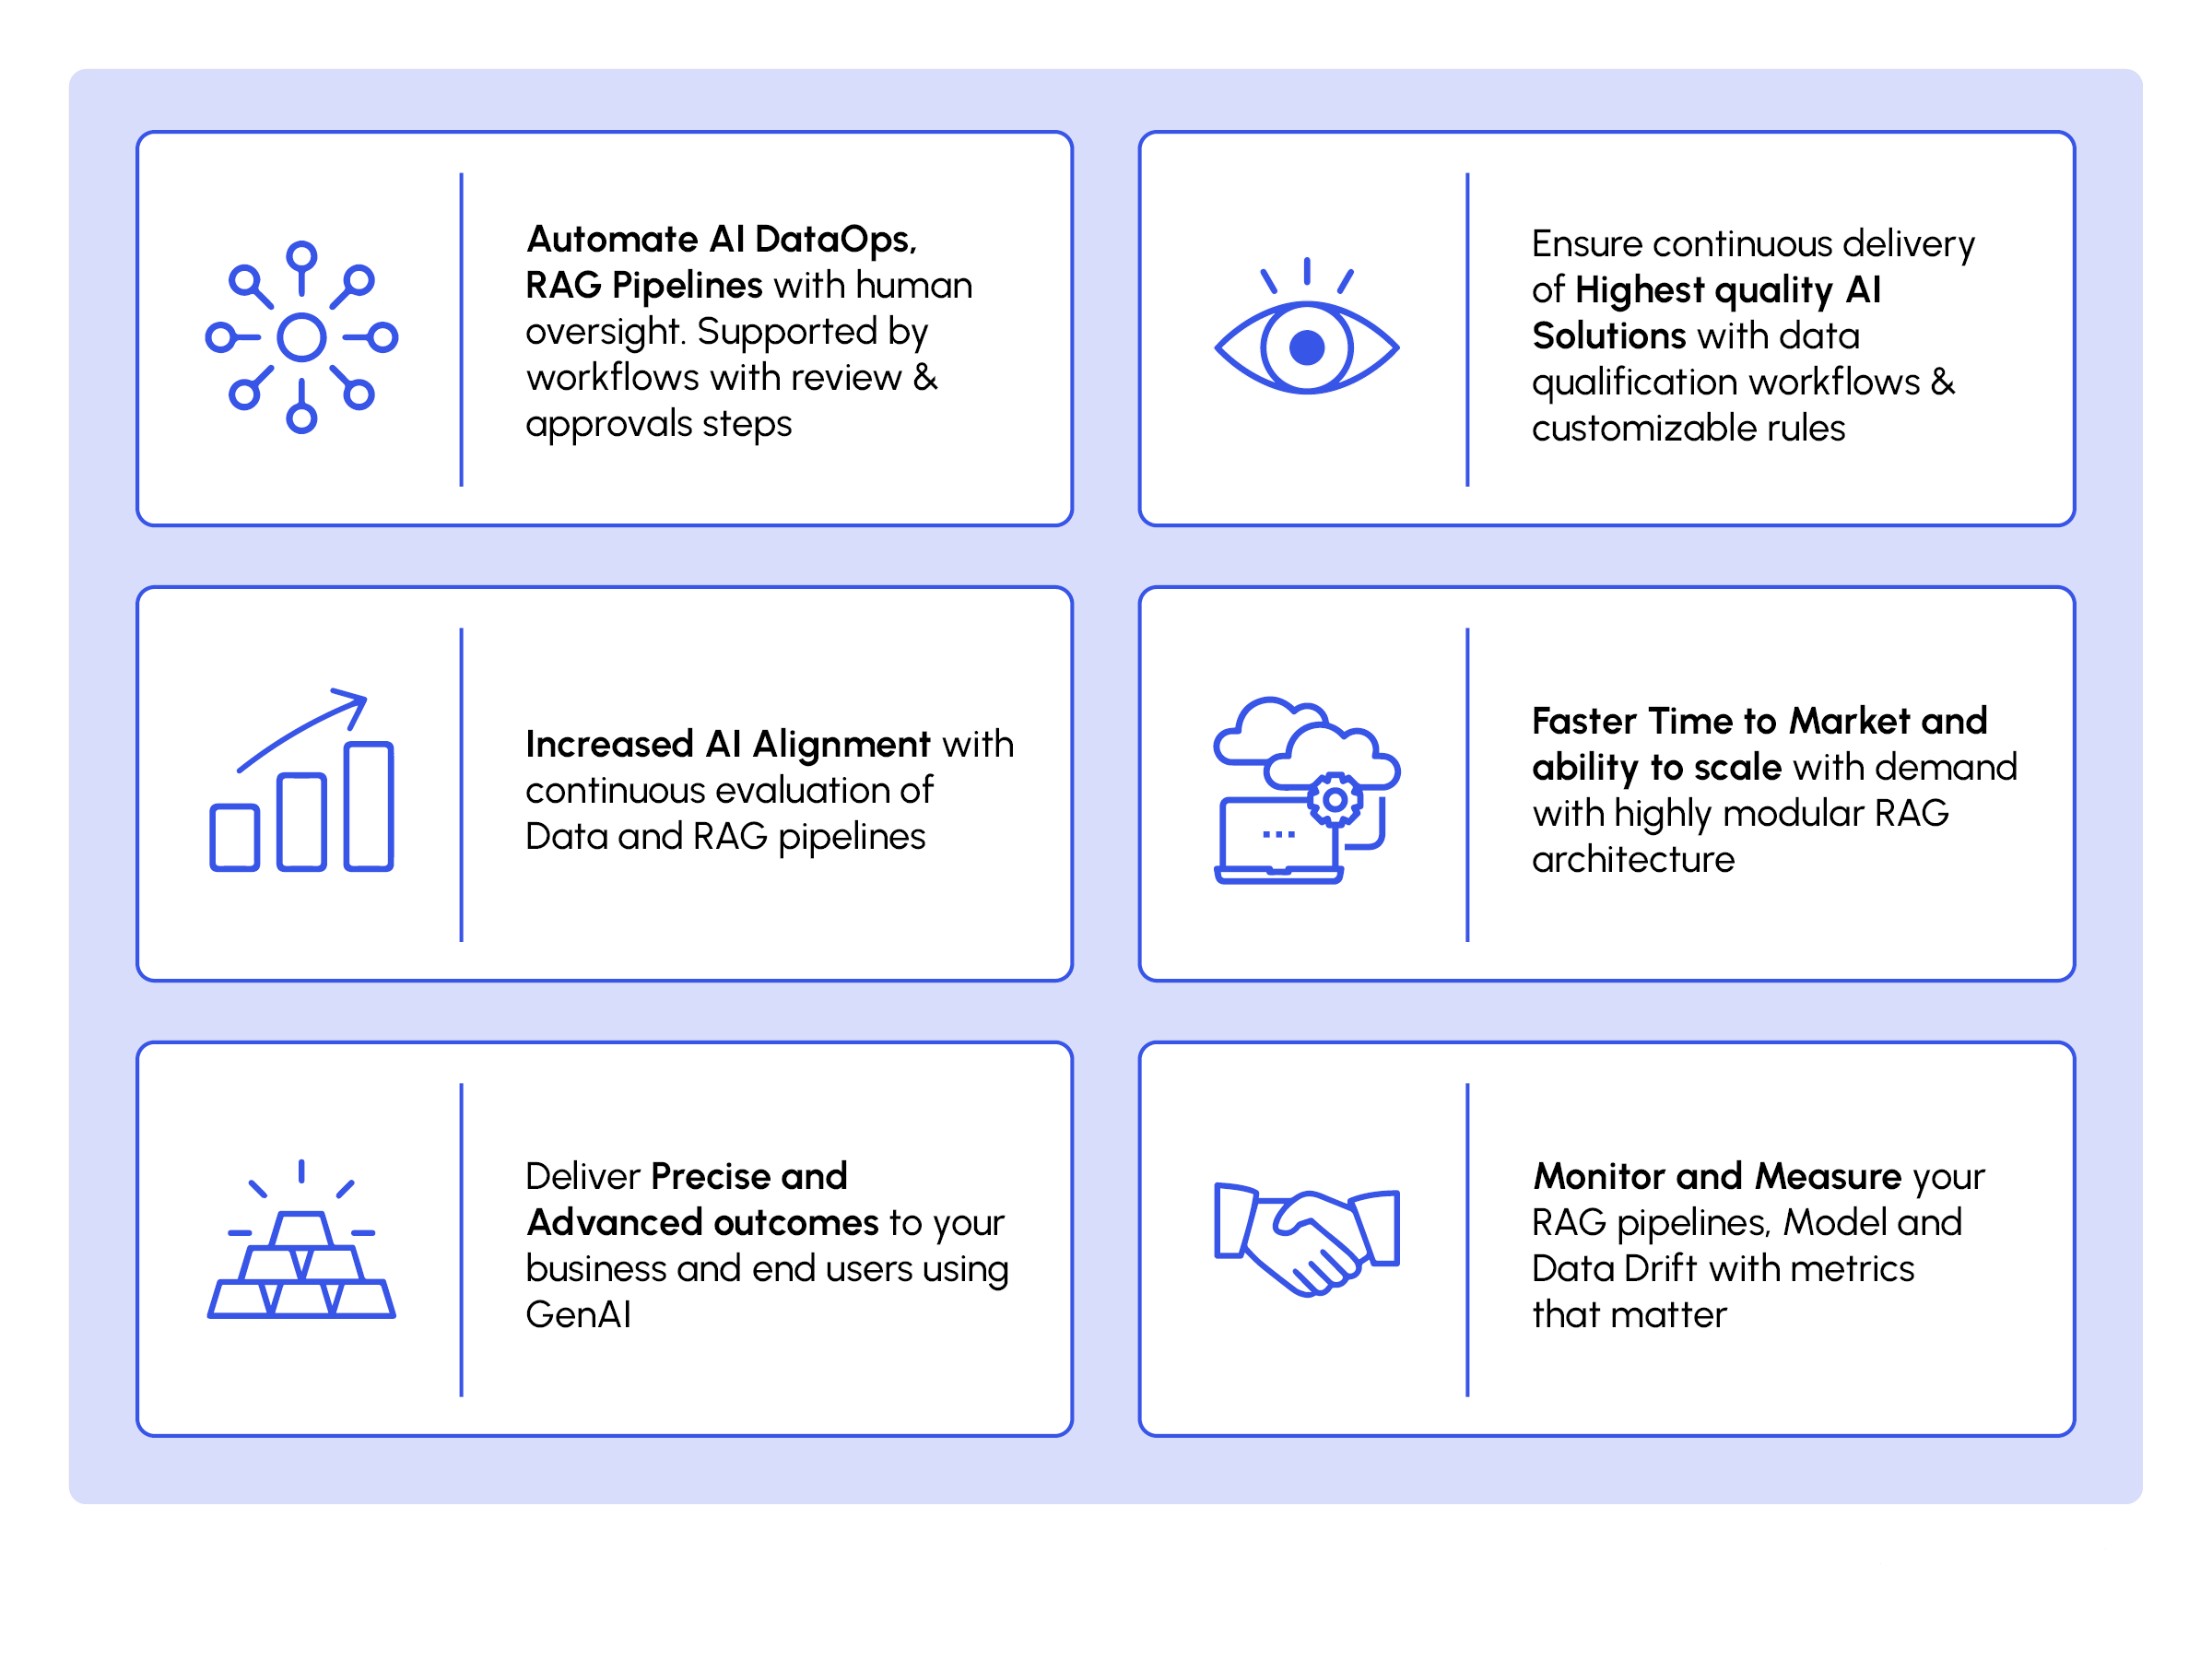 Automate AI DataOps,
RAG Pipelines with human
oversight. Supported by
workflows with review &
approvals steps
Ensure continuous delivery
of Highest quality AI
Solutions with data
qualification workflows &
customizable rules
Increased AI Alignment with
continuous evaluation of
Data and RAG pipelines
Faster Time to Market and
ability to scale with demand
with highly modular RAG
architecture
Deliver Precise and
Advanced outcomes to your
business and end users using
GenAI
Monitor and Measure your
RAG pipelines, Model and
Data Drift with metrics
that matter